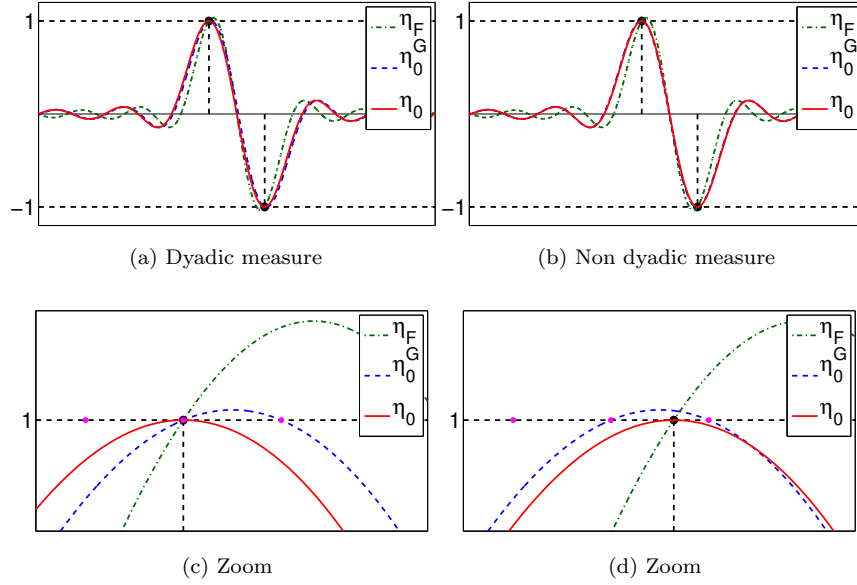 1
−1
η_F
η_0^G
η_0
(a) Dyadic measure
1
−1
η_F
η_0^G
η_0
(b) Non dyadic measure
1
η_F
η_0^G
η_0
(c) Zoom
1
η_F
η_0^G
η_0
(d) Zoom